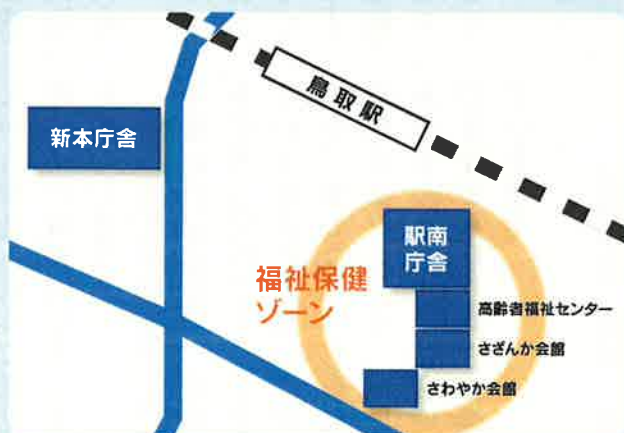 鳥取駅
新本庁舎
駅南
庁舎
福祉保健
ゾーン
高齢者福祉センター
さざんか会館
さわやか会館